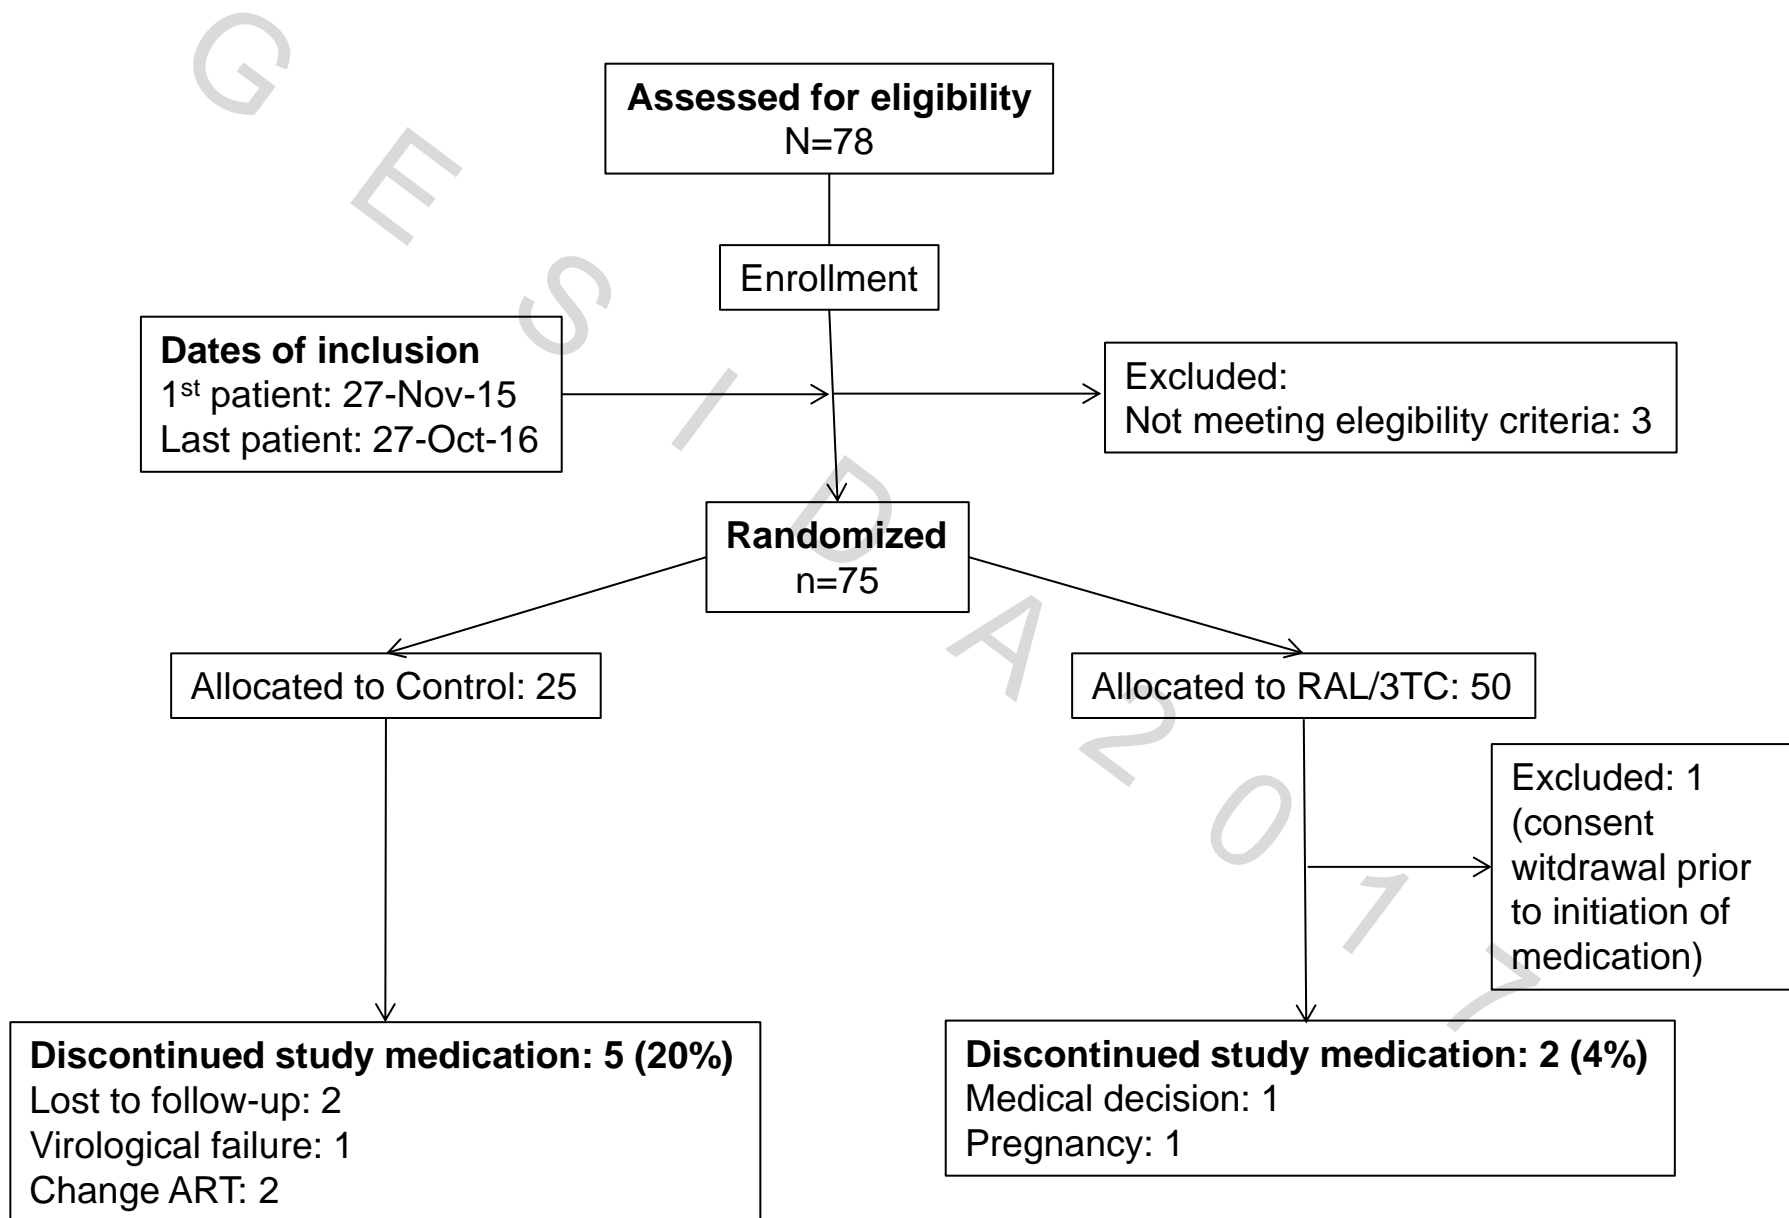 Assessed for eligibility
N=78
Enrollment
Dates of inclusion
1st patient: 27-Nov-15
Last patient: 27-Oct-16
Excluded:
Not meeting elegibility criteria: 3
Randomized
n=75
Allocated to Control: 25
Allocated to RAL/3TC: 50
Excluded: 1
(consent
witdrawal prior
to initiation of
medication)
Discontinued study medication: 5 (20%)
Lost to follow-up: 2
Virological failure: 1
Change ART: 2
Discontinued study medication: 2 (4%)
Medical decision: 1
Pregnancy: 1
GESIDA2017